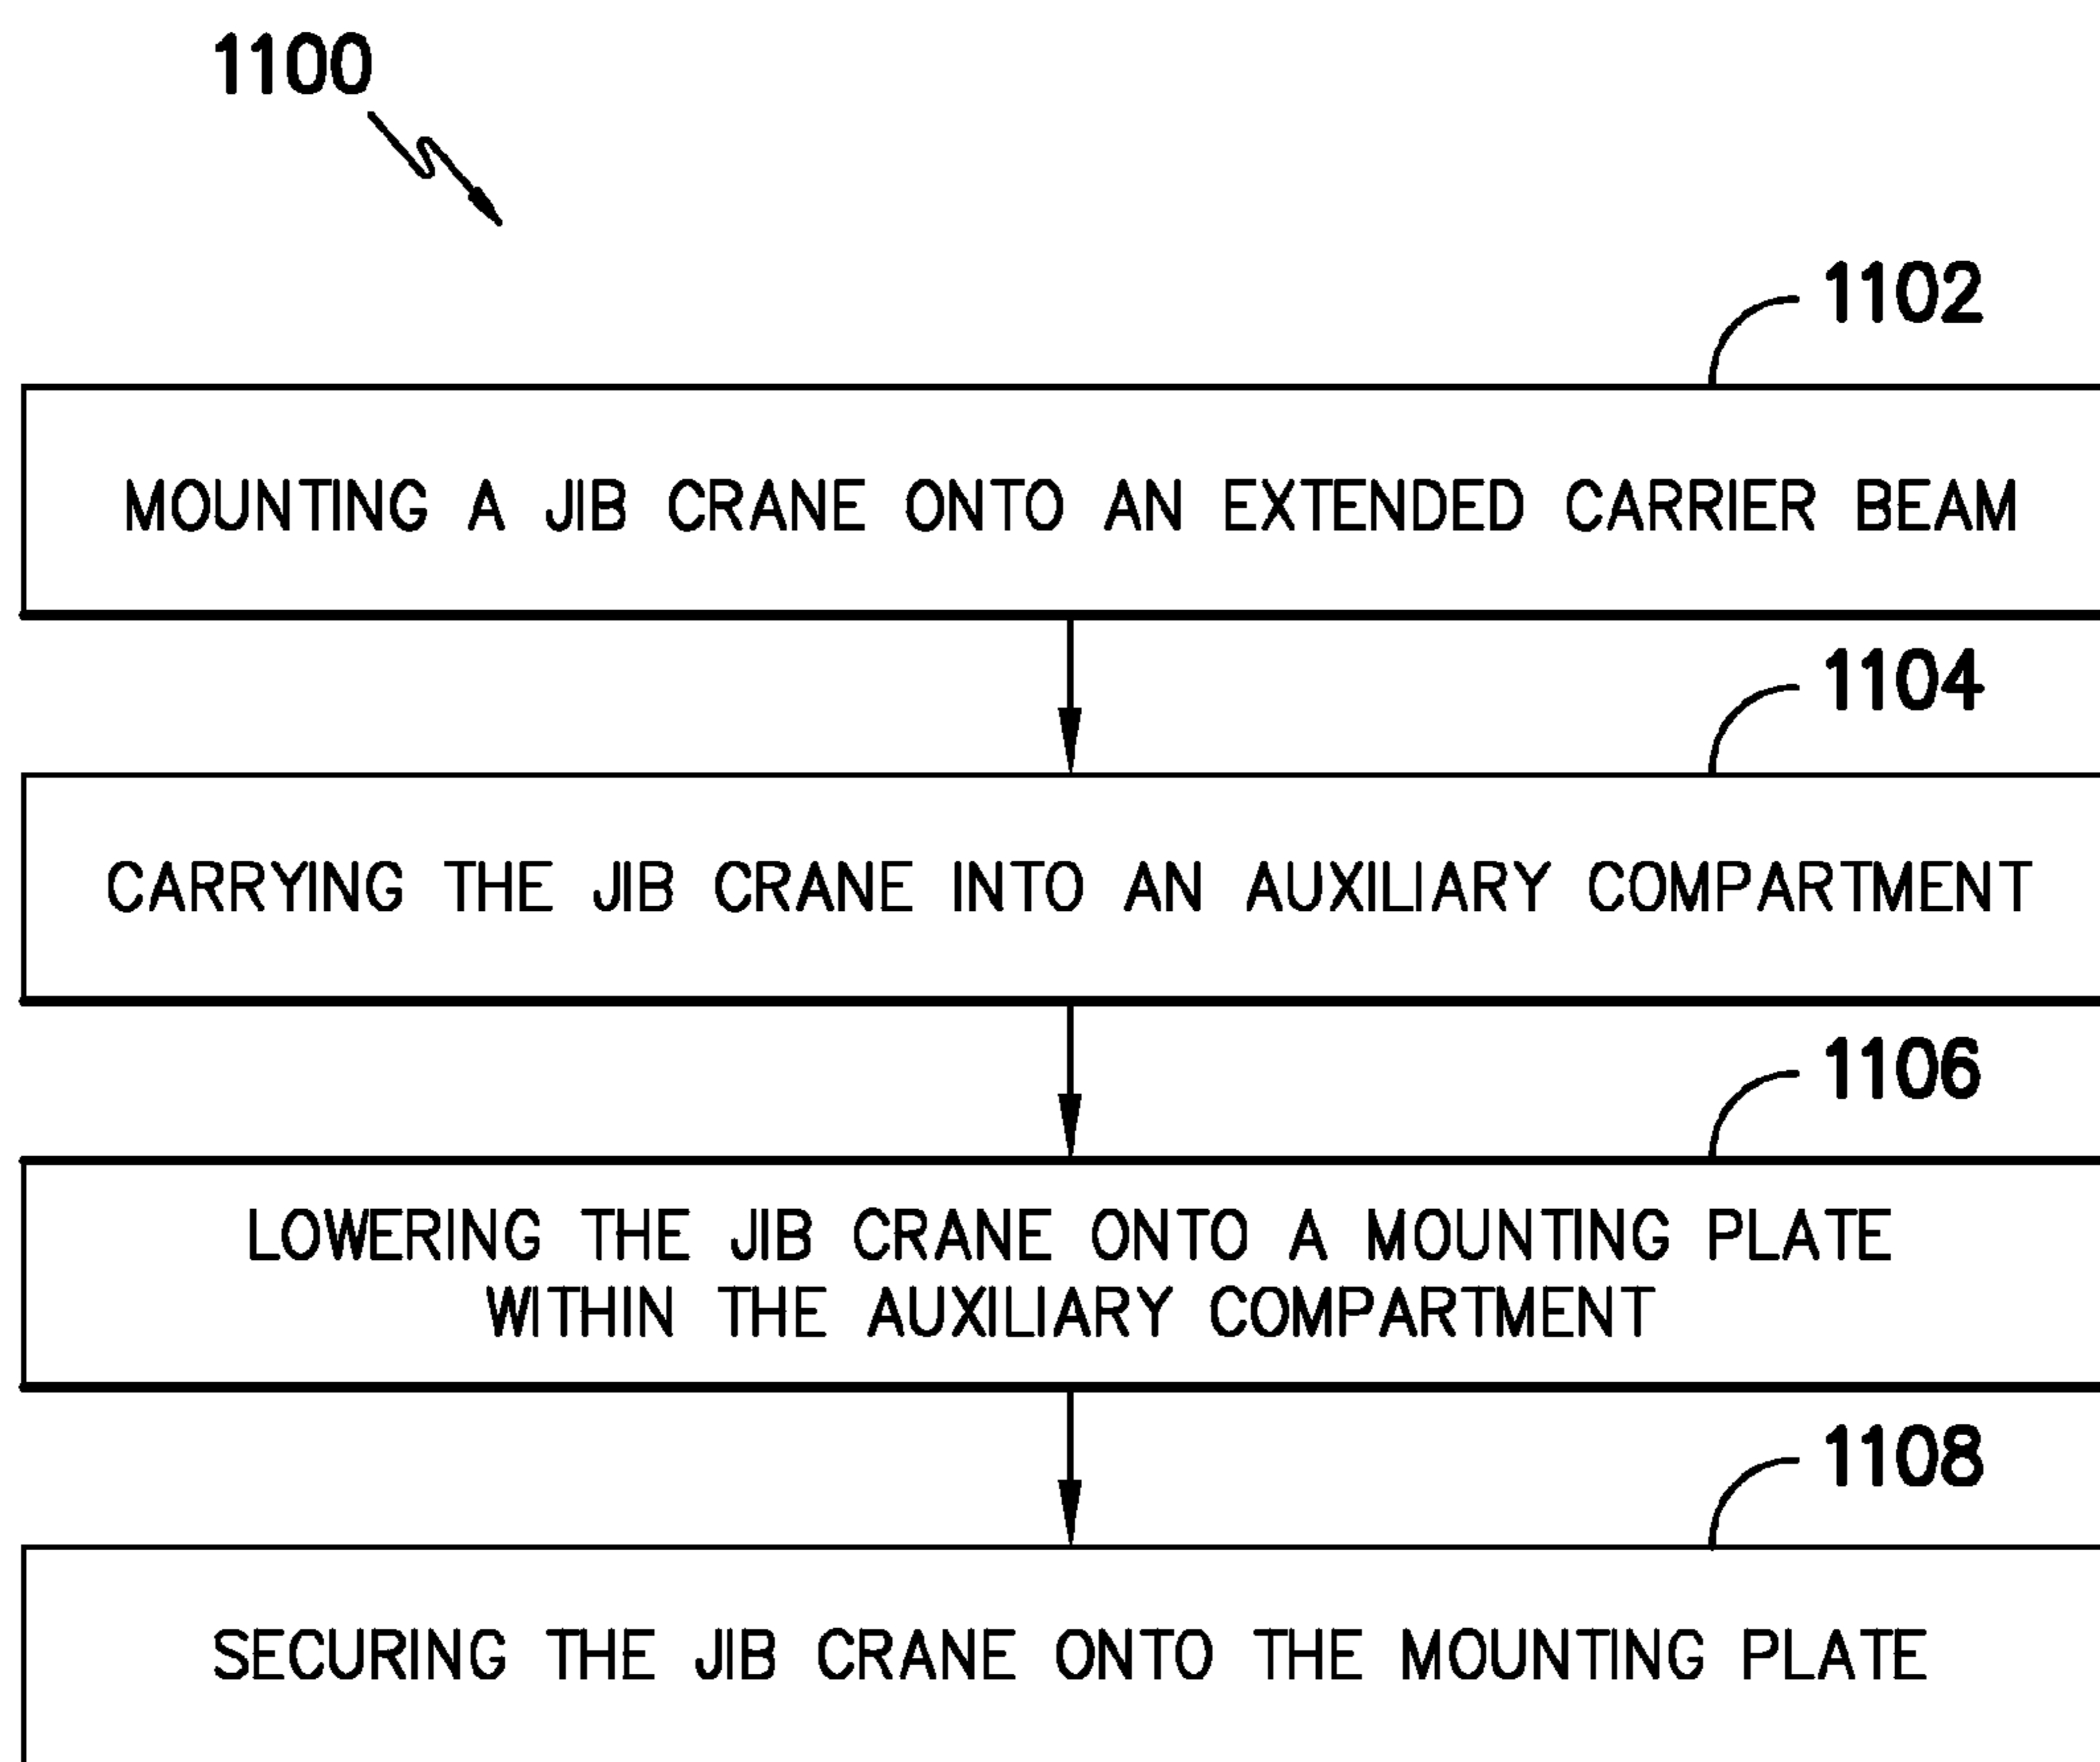 1100
1102
MOUNTING A JIB CRANE ONTO AN EXTENDED CARRIER BEAM
1104
CARRYING THE JIB CRANE INTO AN AUXILIARY COMPARTMENT
1106
LOWERING THE JIB CRANE ONTO A MOUNTING PLATE
WITHIN THE AUXILIARY COMPARTMENT
1108
SECURING THE JIB CRANE ONTO THE MOUNTING PLATE